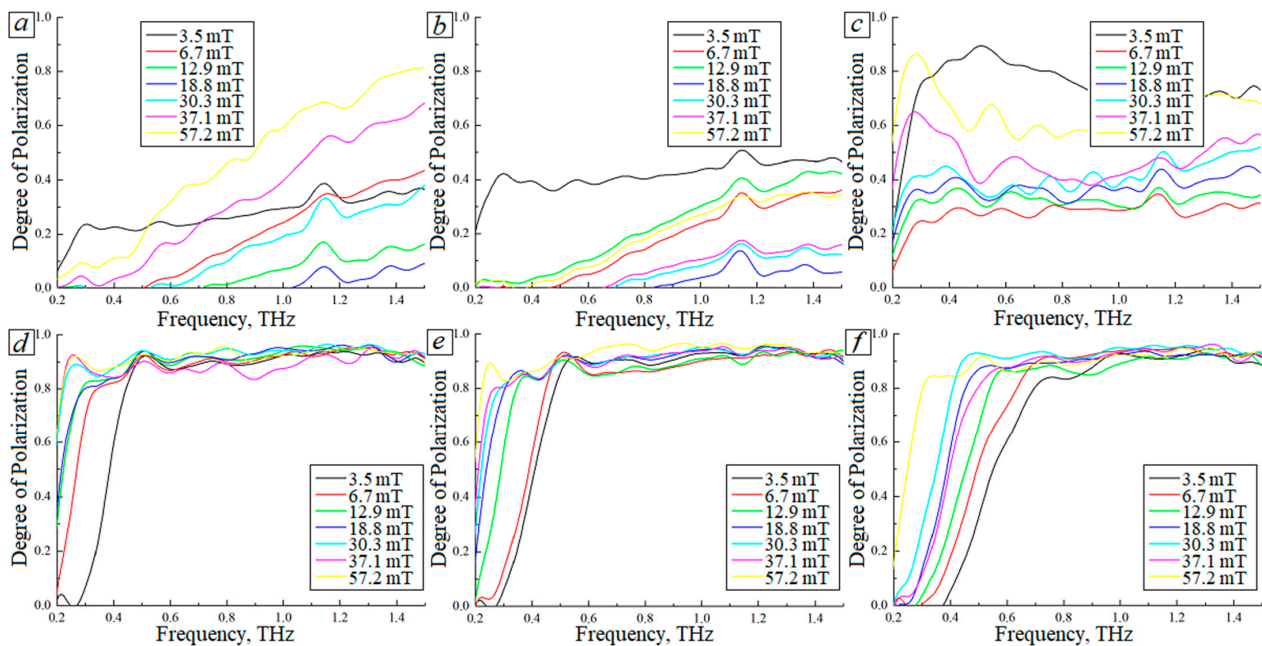 a
1.0
0.8
0.6
0.4
0.2
0.0
Degree of Polarization
3.5 mT
6.7 mT
12.9 mT
18.8 mT
30.3 mT
37.1 mT
57.2 mT
0.2 0.4 0.6 0.8 1.0 1.2 1.4
Frequency, THz
b
1.0
0.8
0.6
0.4
0.2
0.0
Degree of Polarization
3.5 mT
6.7 mT
12.9 mT
18.8 mT
30.3 mT
37.1 mT
57.2 mT
0.2 0.4 0.6 0.8 1.0 1.2 1.4
Frequency, THz
c
1.0
0.8
0.6
0.4
0.2
0.0
Degree of Polarization
3.5 mT
6.7 mT
12.9 mT
18.8 mT
30.3 mT
37.1 mT
57.2 mT
0.2 0.4 0.6 0.8 1.0 1.2 1.4
Frequency, THz
d
1.0
0.8
0.6
0.4
0.2
0.0
Degree of Polarization
3.5 mT
6.7 mT
12.9 mT
18.8 mT
30.3 mT
37.1 mT
57.2 mT
0.2 0.4 0.6 0.8 1.0 1.2 1.4
Frequency, THz
e
1.0
0.8
0.6
0.4
0.2
0.0
Degree of Polarization
3.5 mT
6.7 mT
12.9 mT
18.8 mT
30.3 mT
37.1 mT
57.2 mT
0.2 0.4 0.6 0.8 1.0 1.2 1.4
Frequency, THz
f
1.0
0.8
0.6
0.4
0.2
0.0
Degree of Polarization
3.5 mT
6.7 mT
12.9 mT
18.8 mT
30.3 mT
37.1 mT
57.2 mT
0.2 0.4 0.6 0.8 1.0 1.2 1.4
Frequency, THz